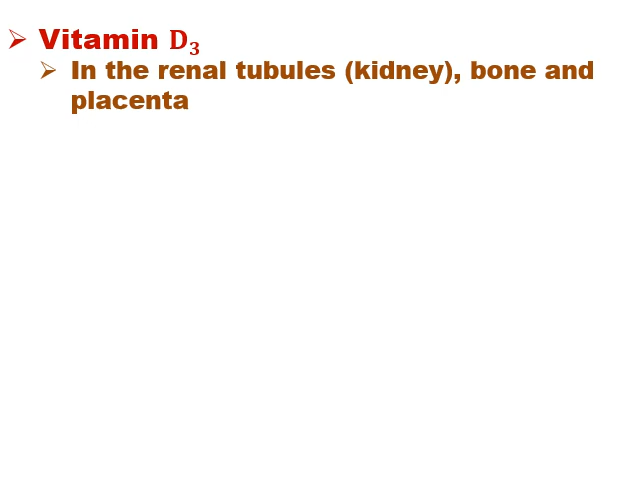 ➢ Vitamin D₃
➢ In the renal tubules (kidney), bone and
placenta